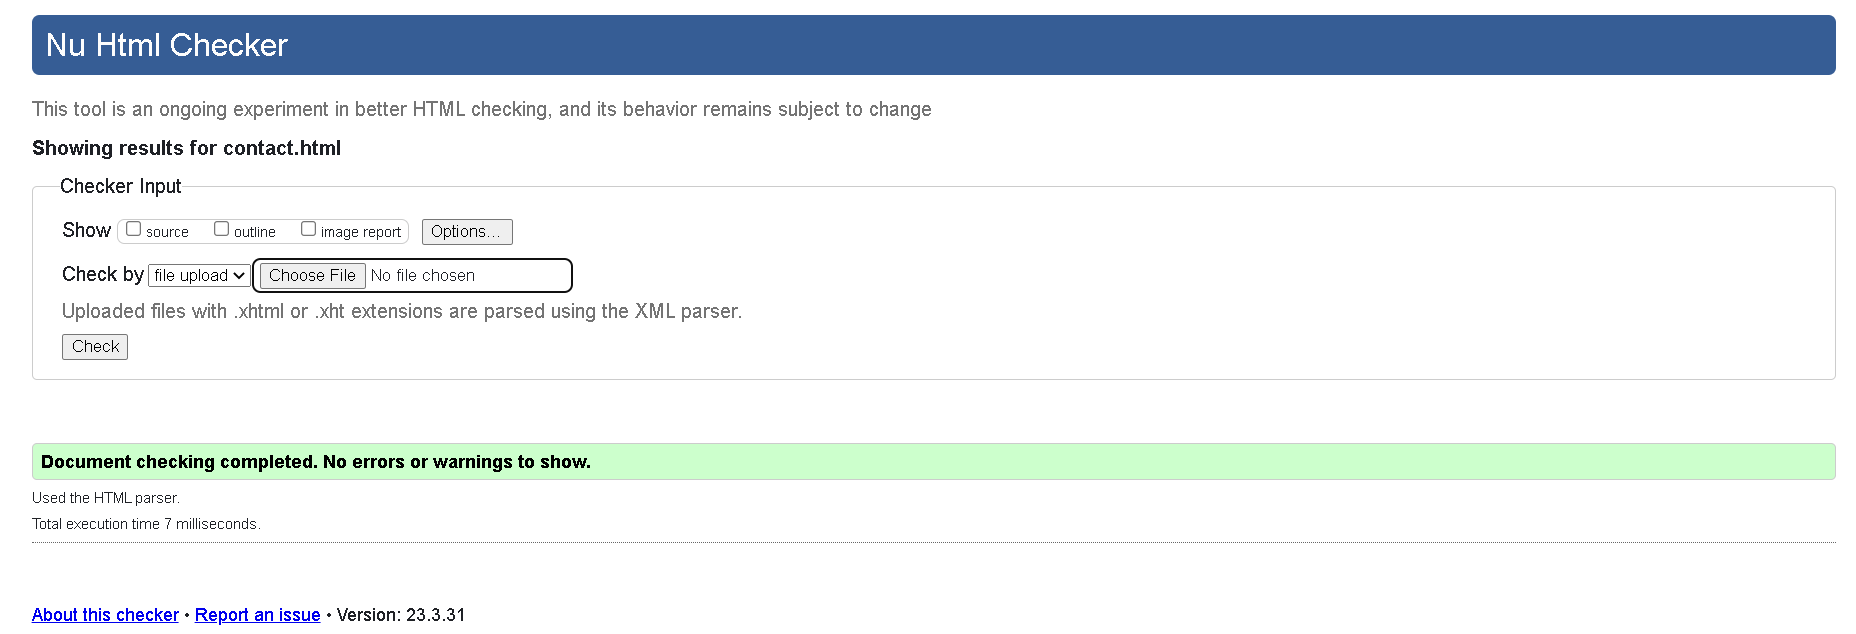 Nu Html Checker
This tool is an ongoing experiment in better HTML checking, and its behavior remains subject to change
Showing results for contact.html
Checker Input
Show source outline image report Options...
Check by file upload Choose File No file chosen
Uploaded files with .xhtml or .xht extensions are parsed using the XML parser.
Check
Document checking completed. No errors or warnings to show.
Used the HTML parser.
Total execution time 7 milliseconds.
About this checker • Report an issue • Version: 23.3.31